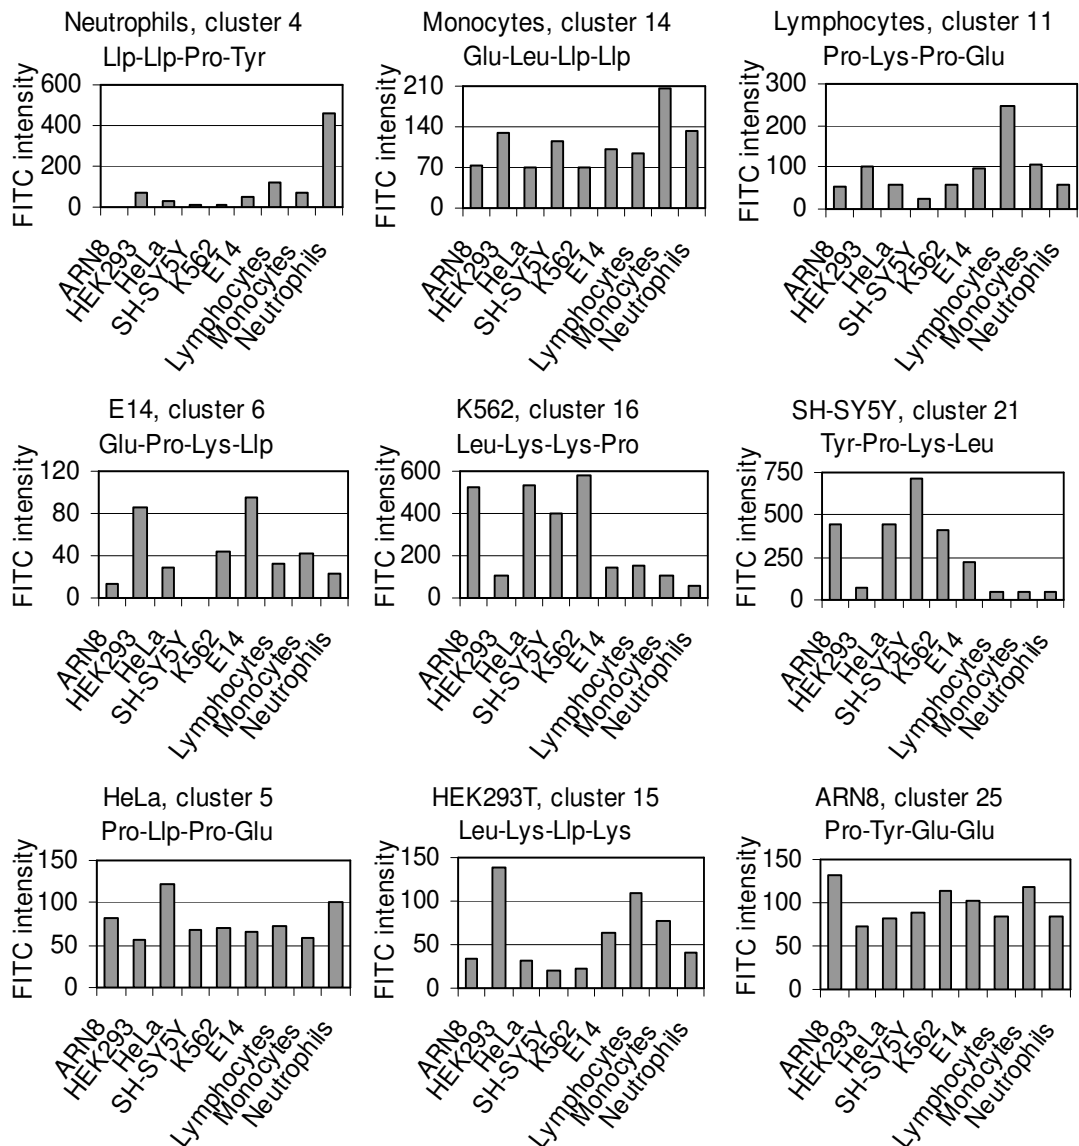 Neutrophils, cluster 4
Llp-Llp-Pro-Tyr
FITC intensity
600
400
200
0
ARN8
HEK293
HeLa
SH-SY5Y
K562
E14
Lymphocytes
Monocytes
Neutrophils
Monocytes, cluster 14
Glu-Leu-Llp-Llp
FITC intensity
210
140
70
0
ARN8
HEK293
HeLa
SH-SY5Y
K562
E14
Lymphocytes
Monocytes
Neutrophils
Lymphocytes, cluster 11
Pro-Lys-Pro-Glu
FITC intensity
300
200
100
0
ARN8
HEK293
HeLa
SH-SY5Y
K562
E14
Lymphocytes
Monocytes
Neutrophils
E14, cluster 6
Glu-Pro-Lys-Llp
FITC intensity
120
80
40
0
ARN8
HEK293
HeLa
SH-SY5Y
K562
E14
Lymphocytes
Monocytes
Neutrophils
K562, cluster 16
Leu-Lys-Lys-Pro
FITC intensity
600
400
200
0
ARN8
HEK293
HeLa
SH-SY5Y
K562
E14
Lymphocytes
Monocytes
Neutrophils
SH-SY5Y, cluster 21
Tyr-Pro-Lys-Leu
FITC intensity
750
500
250
0
ARN8
HEK293
HeLa
SH-SY5Y
K562
E14
Lymphocytes
Monocytes
Neutrophils
HeLa, cluster 5
Pro-Llp-Pro-Glu
FITC intensity
150
100
50
0
ARN8
HEK293
HeLa
SH-SY5Y
K562
E14
Lymphocytes
Monocytes
Neutrophils
HEK293T, cluster 15
Leu-Lys-Llp-Lys
FITC intensity
150
100
50
0
ARN8
HEK293
HeLa
SH-SY5Y
K562
E14
Lymphocytes
Monocytes
Neutrophils
ARN8, cluster 25
Pro-Tyr-Glu-Glu
FITC intensity
150
100
50
0
ARN8
HEK293
HeLa
SH-SY5Y
K562
E14
Lymphocytes
Monocytes
Neutrophils